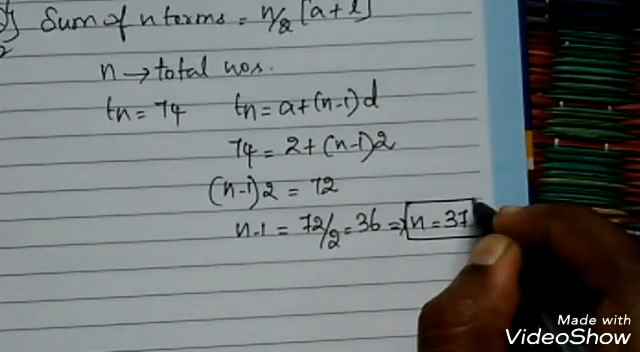 Sum of n terms = n/2 [a+l]
n → total nos.
tn = 74 tn = a+(n-1)d
74 = 2+(n-1)2
(n-1)2 = 72
n-1 = 72/2 = 36 => n = 37
Made with
VideoShow